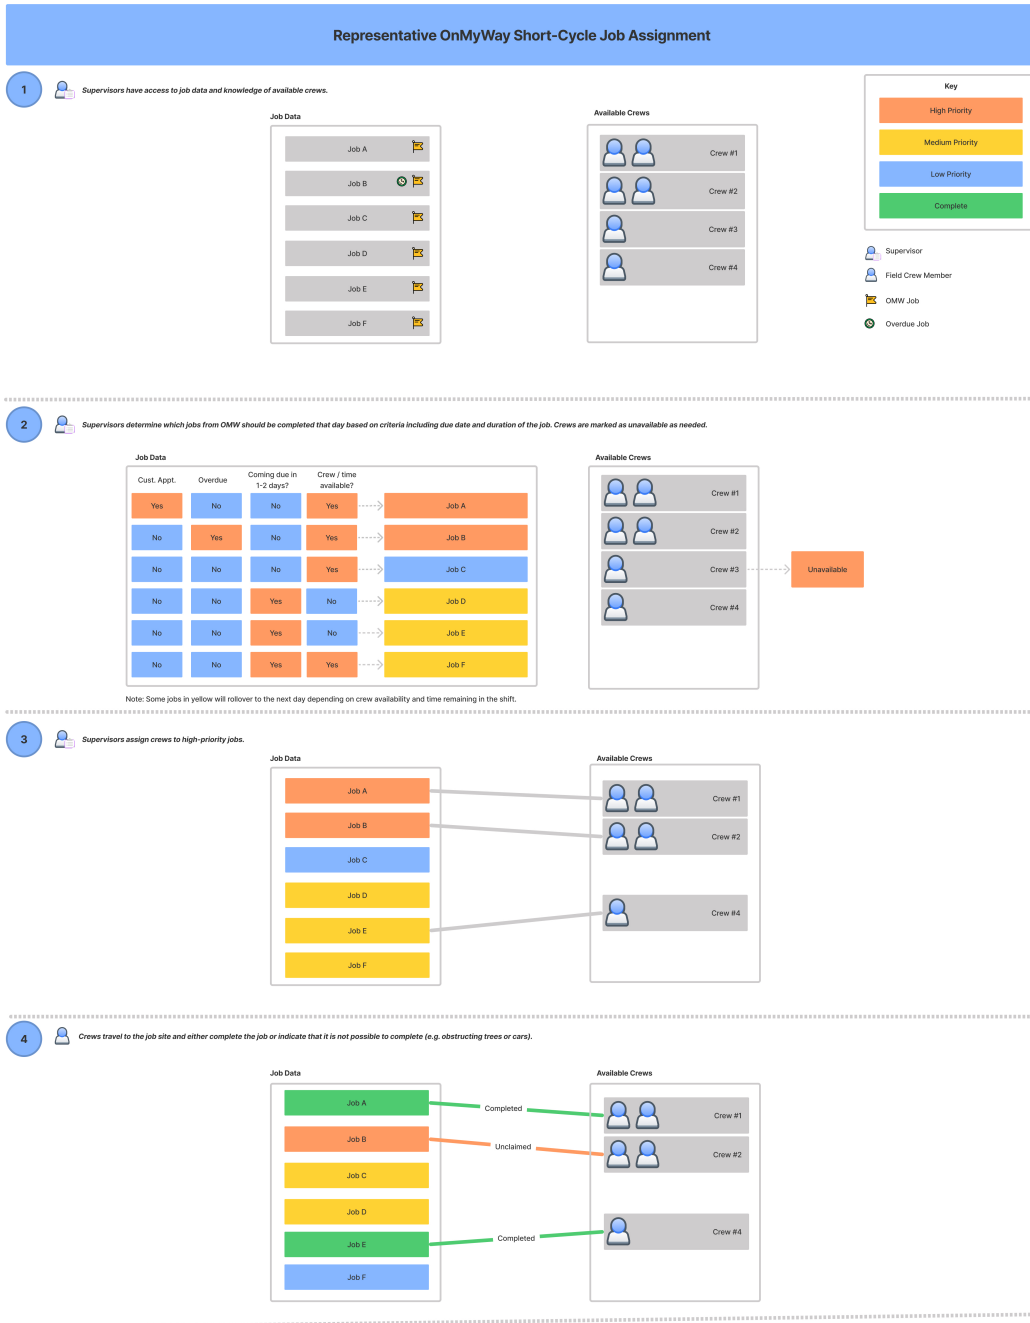 Representative OnMyWay Short-Cycle Job Assignment
1
Supervisors have access to job data and knowledge of available crews.
Job Data
Job A
Job B
Job C
Job D
Job E
Job F
Available Crews
Crew #1
Crew #2
Crew #3
Crew #4
Key
High Priority
Medium Priority
Low Priority
Complete
Supervisor
Field Crew Member
OMW Job
Overdue Job
2
Supervisors determine which jobs from OMW should be completed that day based on criteria including due date and duration of the job. Crews are marked as unavailable as needed.
Job Data
Cust. Appt. Overdue Coming due in 1-2 days? Crew / time available?
Yes No No Yes Job A
No Yes No Yes Job B
No No No Yes Job C
No No Yes No Job D
No No Yes No Job E
No No Yes Yes Job F
Available Crews
Crew #1
Crew #2
Crew #3 Unavailable
Crew #4
Note: Some jobs in yellow will rollover to the next day depending on crew availability and time remaining in the shift.
3
Supervisors assign crews to high-priority jobs.
Job Data
Job A
Job B
Job C
Job D
Job E
Job F
Available Crews
Crew #1
Crew #2
Crew #4
4
Crews travel to the job site and either complete the job or indicate that it is not possible to complete (e.g. obstructing trees or cars).
Job Data
Job A
Job B
Job C
Job D
Job E
Job F
Completed
Unclaimed
Completed
Available Crews
Crew #1
Crew #2
Crew #4